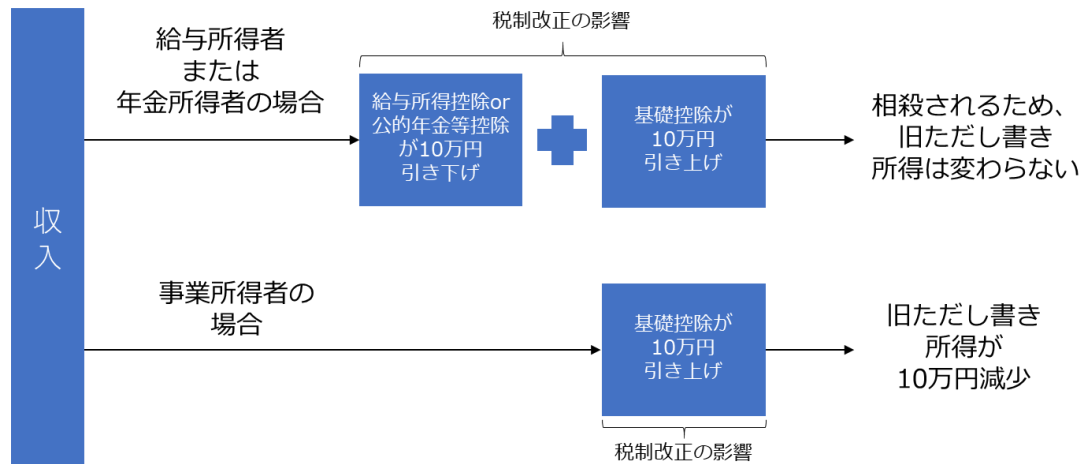 税制改正の影響
給与所得者
または
年金所得者の場合
給与所得控除or
公的年金等控除
が10万円
引き下げ
基礎控除が
10万円
引き上げ
相殺されるため、
旧ただし書き
所得は変わらない
収
入
事業所得者の
場合
基礎控除が
10万円
引き上げ
旧ただし書き
所得が
10万円減少
税制改正の影響